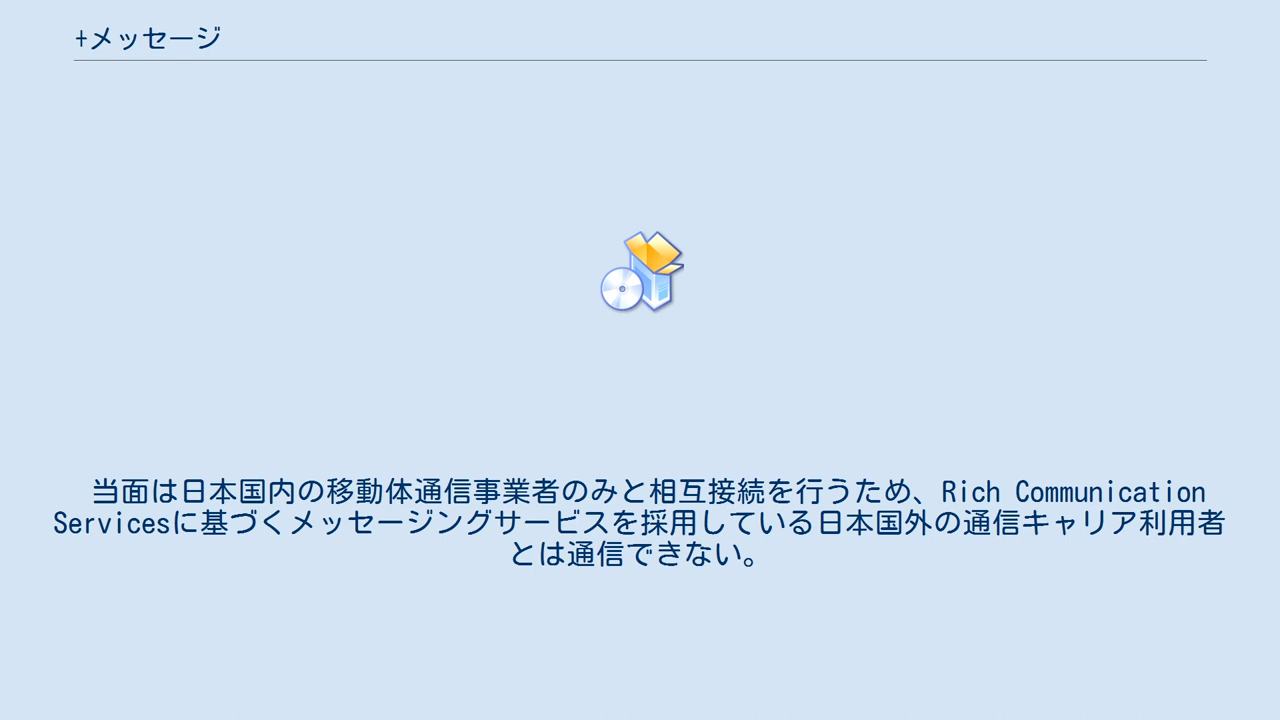 +メッセージ
当面は日本国内の移動体通信事業者のみと相互接続を行うため、Rich Communication
Servicesに基づくメッセージングサービスを採用している日本国外の通信キャリア利用者
とは通信できない。